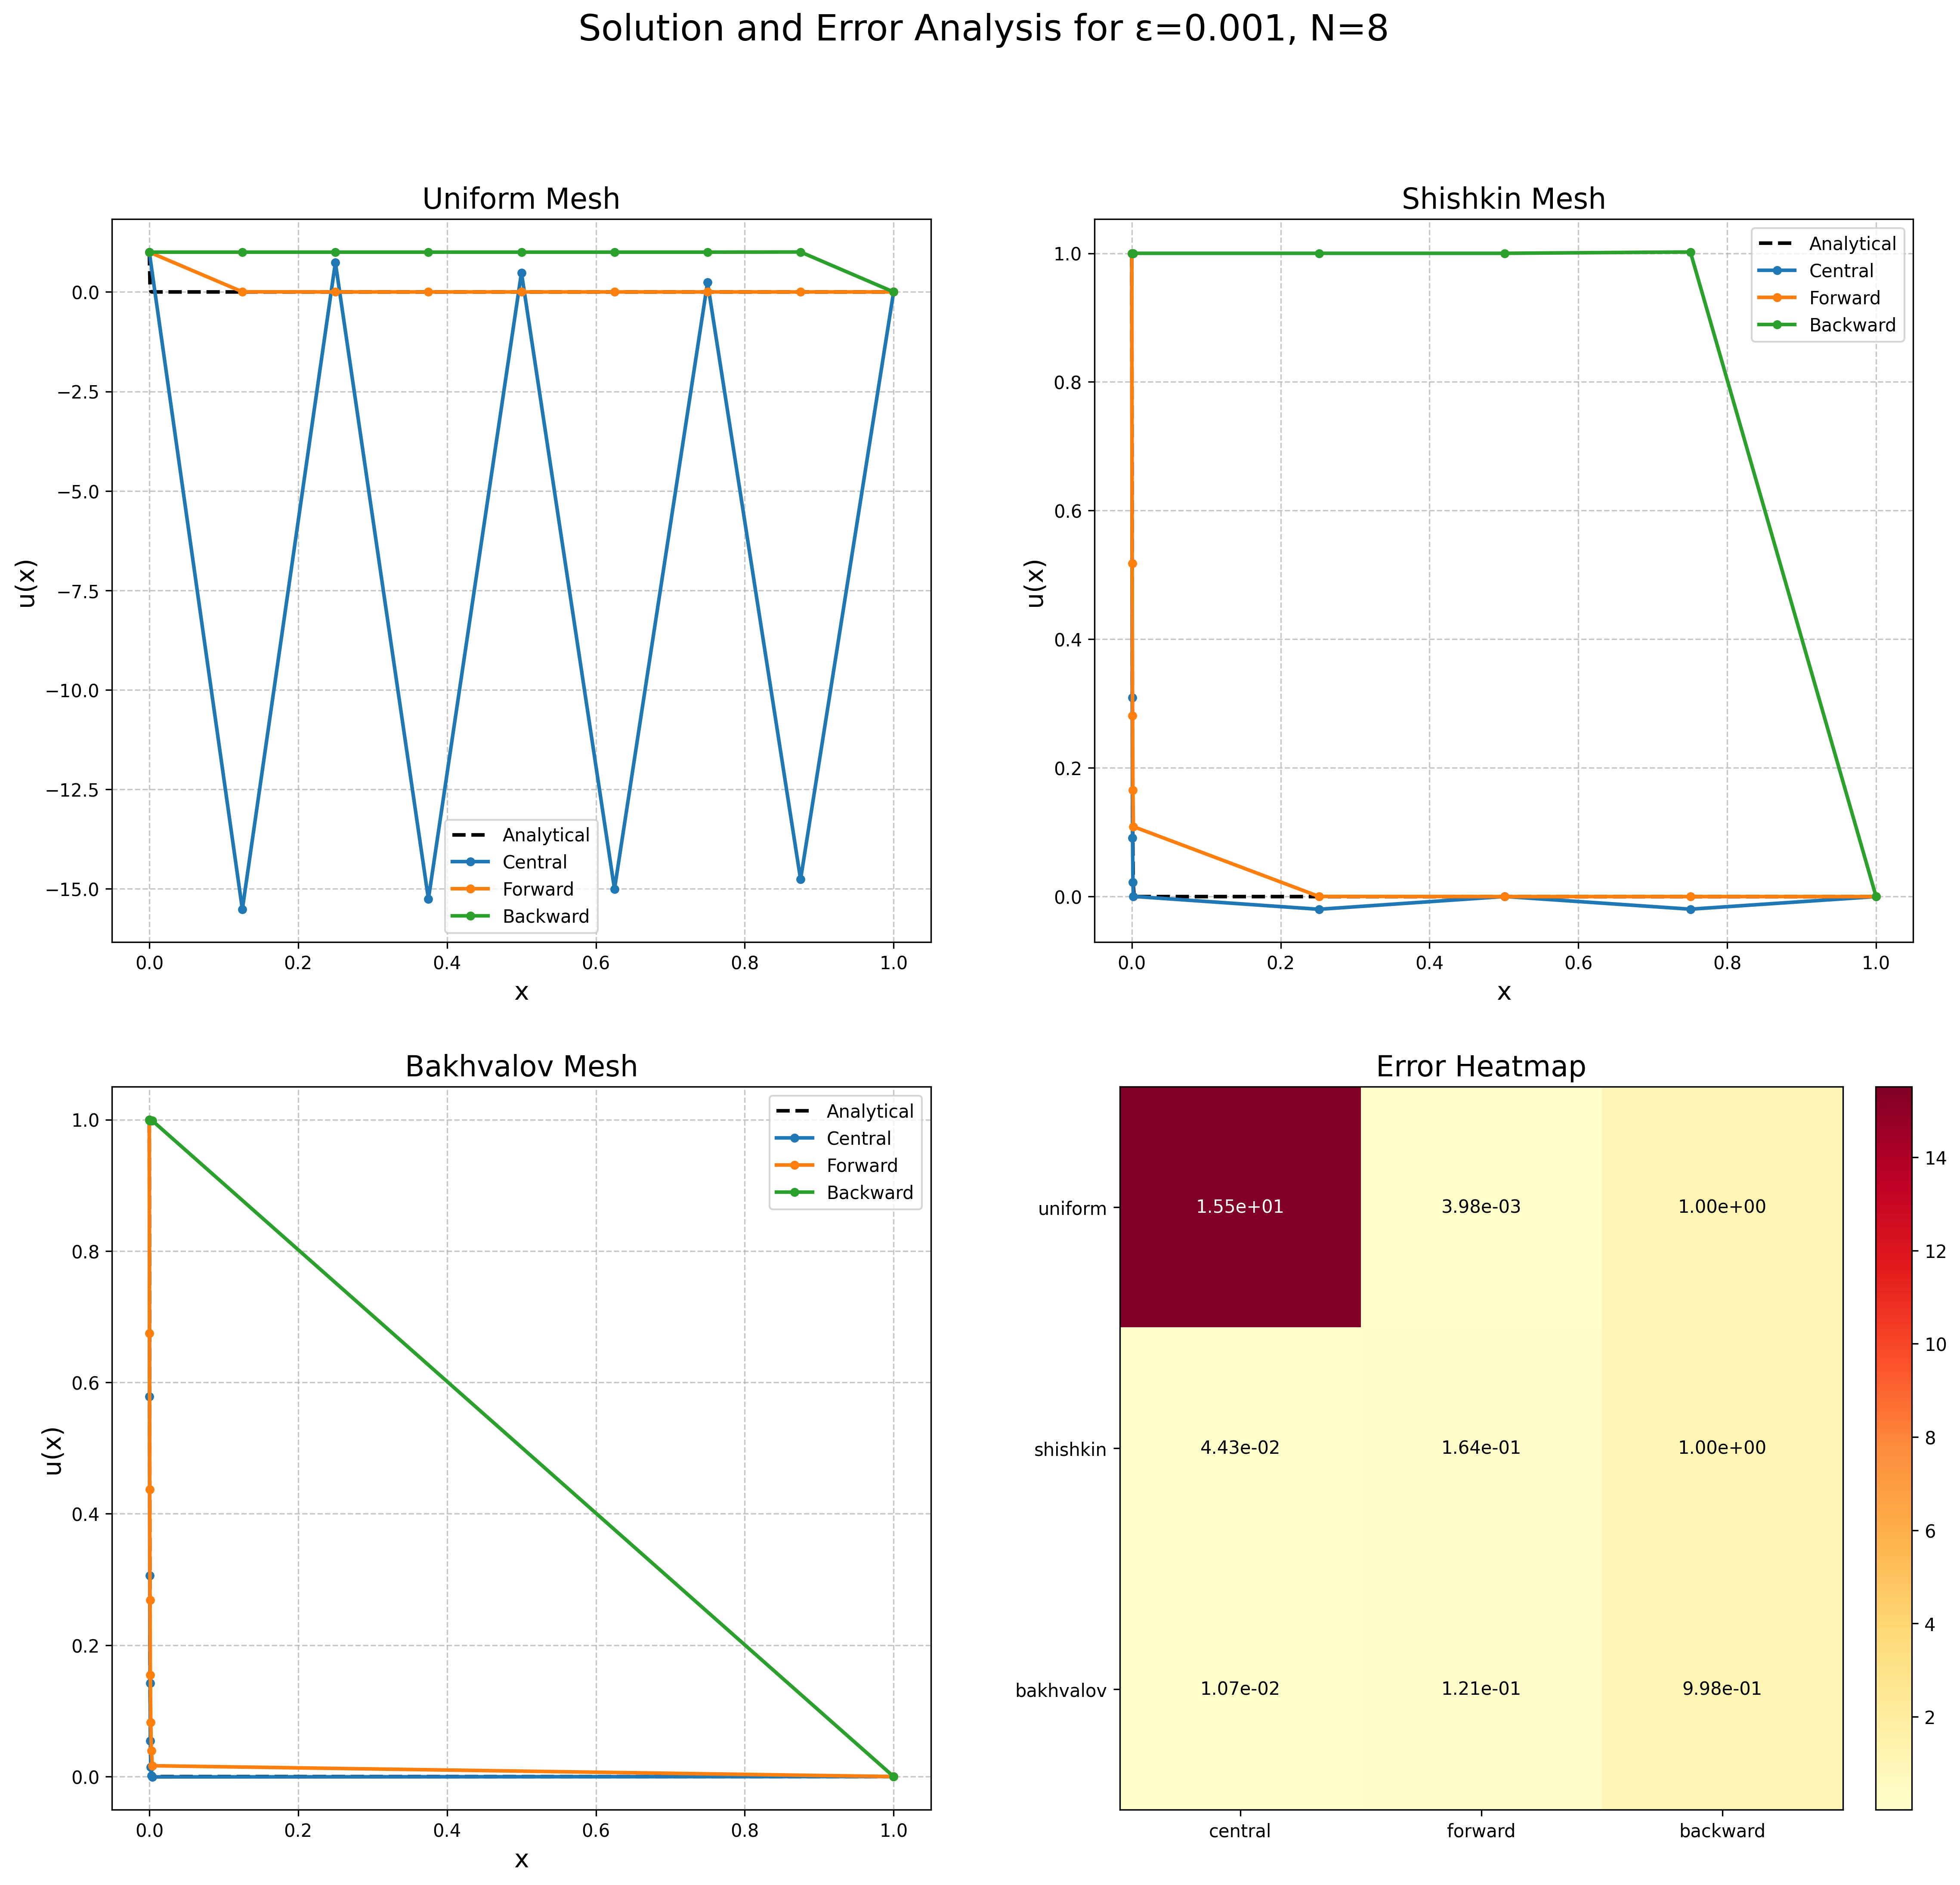 Solution and Error Analysis for ε=0.001, N=8
Uniform Mesh
u(x)
0.0
−2.5
−5.0
−7.5
−10.0
−12.5
−15.0
Analytical
Central
Forward
Backward
0.0 0.2 0.4 0.6 0.8 1.0
x
Shishkin Mesh
u(x)
1.0
0.8
0.6
0.4
0.2
0.0
Analytical
Central
Forward
Backward
0.0 0.2 0.4 0.6 0.8 1.0
x
Bakhvalov Mesh
u(x)
1.0
0.8
0.6
0.4
0.2
0.0
Analytical
Central
Forward
Backward
0.0 0.2 0.4 0.6 0.8 1.0
x
Error Heatmap
uniform 1.55e+01 3.98e-03 1.00e+00
shishkin 4.43e-02 1.64e-01 1.00e+00
bakhvalov 1.07e-02 1.21e-01 9.98e-01
central forward backward
14
12
10
8
6
4
2